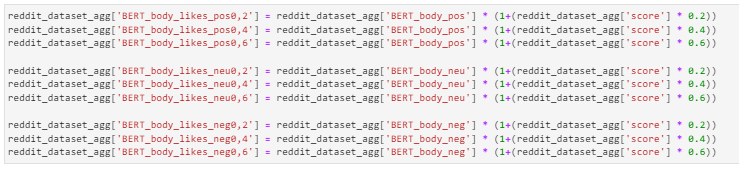 reddit_dataset_agg['BERT_body_likes_pos0,2'] = reddit_dataset_agg['BERT_body_pos'] * (1+(reddit_dataset_agg['score'] * 0.2))
reddit_dataset_agg['BERT_body_likes_pos0,4'] = reddit_dataset_agg['BERT_body_pos'] * (1+(reddit_dataset_agg['score'] * 0.4))
reddit_dataset_agg['BERT_body_likes_pos0,6'] = reddit_dataset_agg['BERT_body_pos'] * (1+(reddit_dataset_agg['score'] * 0.6))
reddit_dataset_agg['BERT_body_likes_neu0,2'] = reddit_dataset_agg['BERT_body_neu'] * (1+(reddit_dataset_agg['score'] * 0.2))
reddit_dataset_agg['BERT_body_likes_neu0,4'] = reddit_dataset_agg['BERT_body_neu'] * (1+(reddit_dataset_agg['score'] * 0.4))
reddit_dataset_agg['BERT_body_likes_neu0,6'] = reddit_dataset_agg['BERT_body_neu'] * (1+(reddit_dataset_agg['score'] * 0.6))
reddit_dataset_agg['BERT_body_likes_neg0,2'] = reddit_dataset_agg['BERT_body_neg'] * (1+(reddit_dataset_agg['score'] * 0.2))
reddit_dataset_agg['BERT_body_likes_neg0,4'] = reddit_dataset_agg['BERT_body_neg'] * (1+(reddit_dataset_agg['score'] * 0.4))
reddit_dataset_agg['BERT_body_likes_neg0,6'] = reddit_dataset_agg['BERT_body_neg'] * (1+(reddit_dataset_agg['score'] * 0.6))